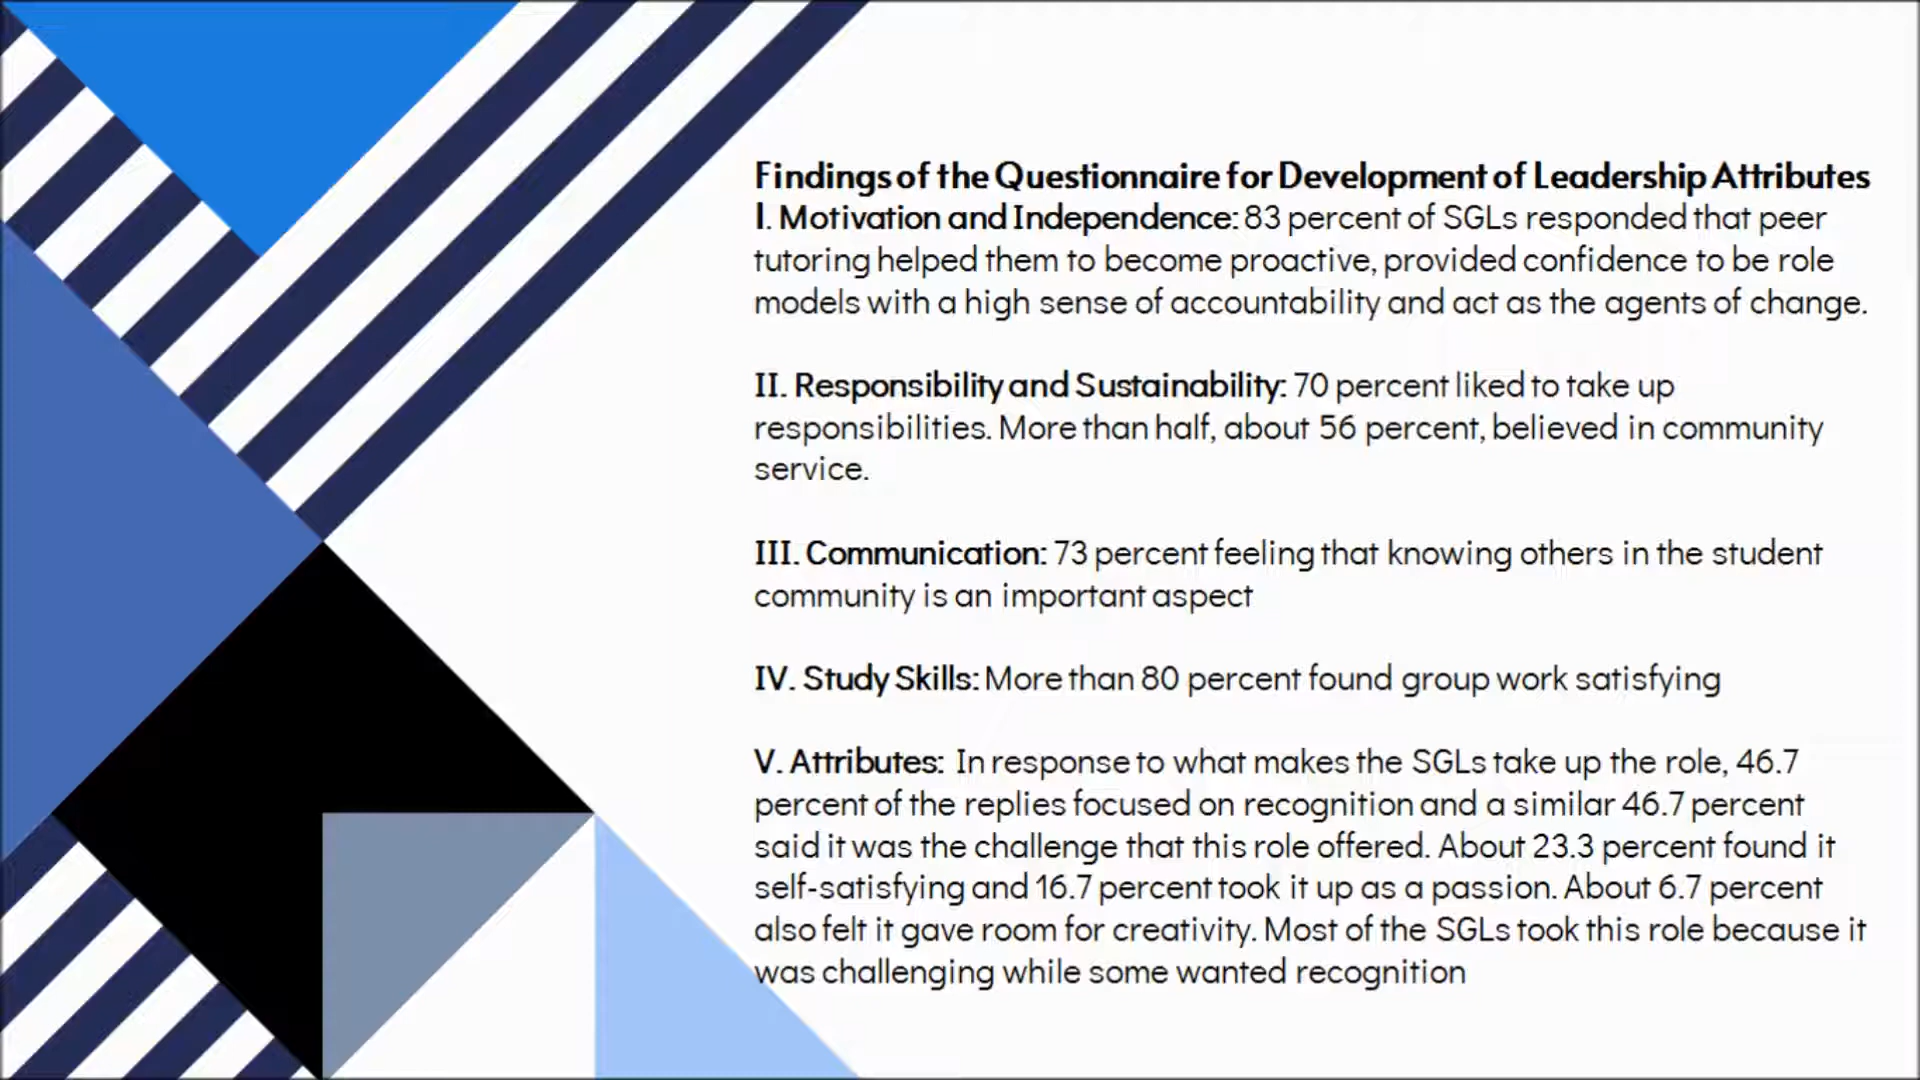 Findings of the Questionnaire for Development of Leadership Attributes
I. Motivation and Independence: 83 percent of SGLs responded that peer
tutoring helped them to become proactive, provided confidence to be role
models with a high sense of accountability and act as the agents of change.
II. Responsibility and Sustainability: 70 percent liked to take up
responsibilities. More than half, about 56 percent, believed in community
service.
III. Communication: 73 percent feeling that knowing others in the student
community is an important aspect
IV. Study Skills: More than 80 percent found group work satisfying
V. Attributes: In response to what makes the SGLs take up the role, 46.7
percent of the replies focused on recognition and a similar 46.7 percent
said it was the challenge that this role offered. About 23.3 percent found it
self-satisfying and 16.7 percent took it up as a passion. About 6.7 percent
also felt it gave room for creativity. Most of the SGLs took this role because it
was challenging while some wanted recognition